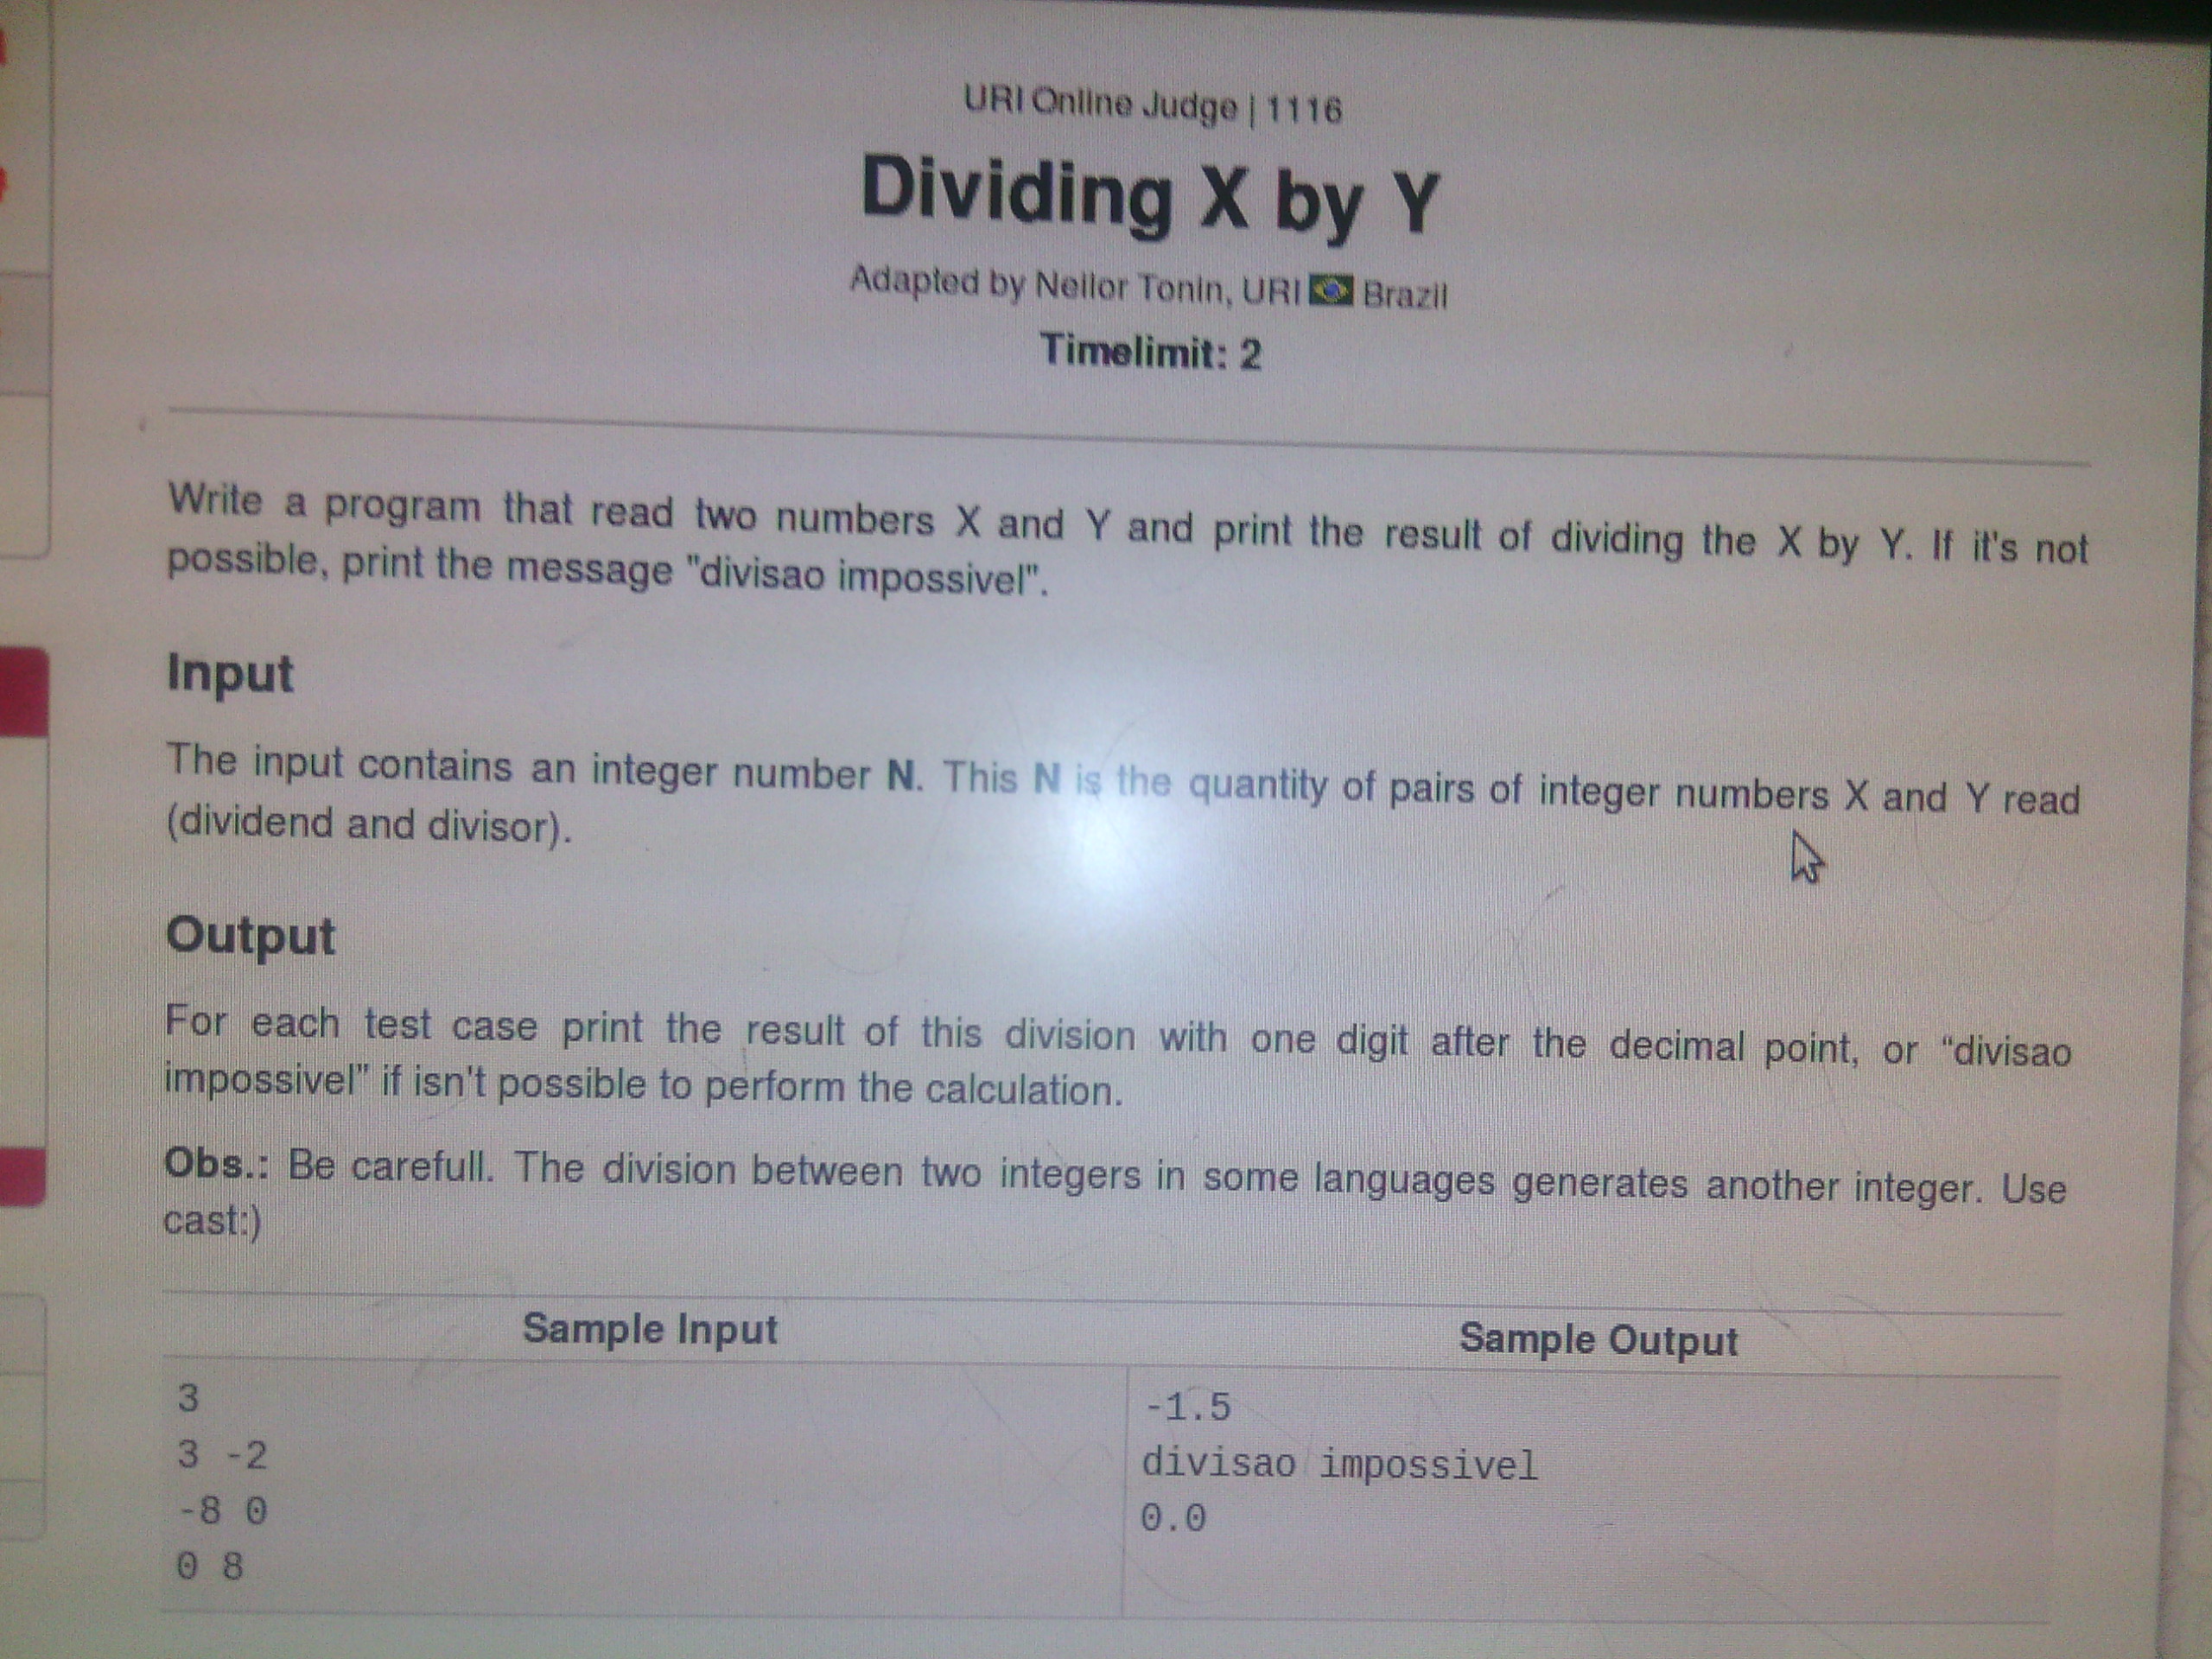 URI Online Judge | 1116
Dividing X by Y
Adapted by Neilor Tonin, URI Brazil
Timelimit: 2
Write a program that read two numbers X and Y and print the result of dividing the X by Y. If it's not
possible, print the message "divisao impossivel".
Input
The input contains an integer number N. This N is the quantity of pairs of integer numbers X and Y read
(dividend and divisor).
Output
For each test case print the result of this division with one digit after the decimal point, or “divisao
impossivel” if isn't possible to perform the calculation.
Obs.: Be carefull. The division between two integers in some languages generates another integer. Use
cast:)
Sample Input
Sample Output
3
3 -2
-8 0
0 8
-1.5
divisao impossivel
0.0